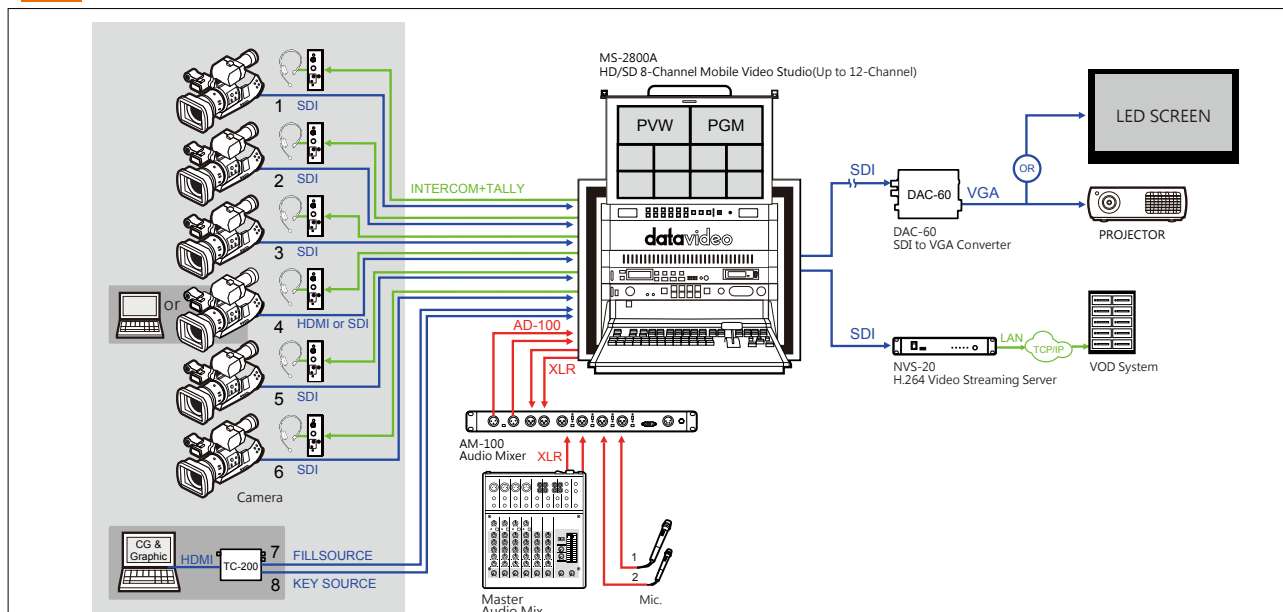 MS-2800A
HD/SD 8-Channel Mobile Video Studio(Up to 12-Channel)
1 SDI
2 SDI
3 SDI
or
4 HDMI or SDI
5 SDI
6 SDI
Camera
CG &
Graphic
HDMI
TC-200
7 FILLSOURCE
8 KEY SOURCE
INTERCOM+TALLY
PVW
PGM
datavideo
AD-100
XLR
AM-100
Audio Mixer
XLR
Master
Audio Mix
1
2
Mic.
SDI
DAC-60
VGA
DAC-60
SDI to VGA Converter
OR
LED SCREEN
PROJECTOR
SDI
NVS-20
H.264 Video Streaming Server
LAN
TCP/IP
VOD System